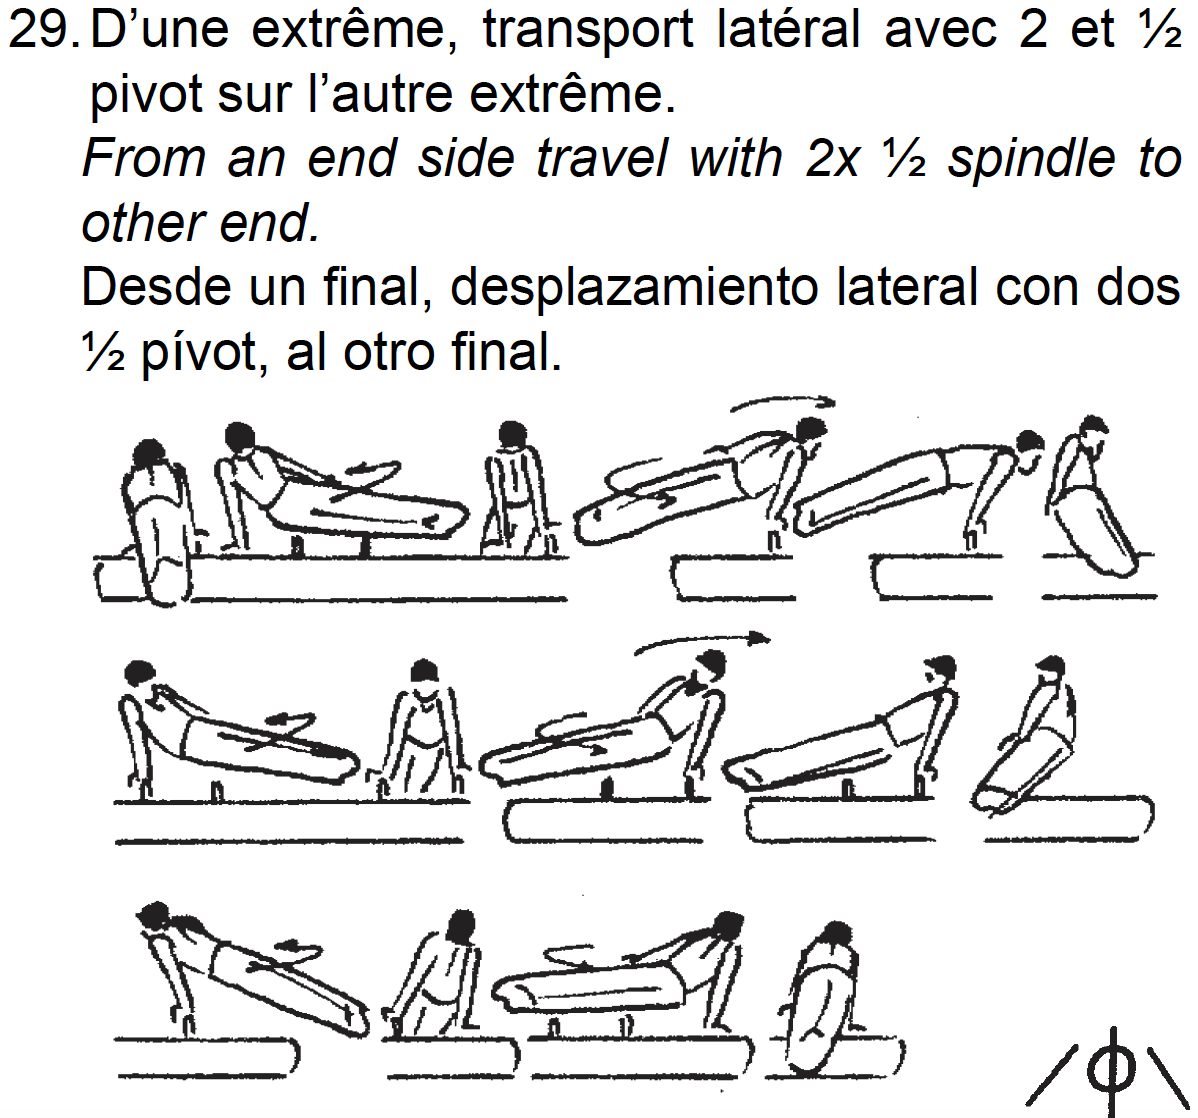 29. D’une extrême, transport latéral avec 2 et ½
pivot sur l’autre extrême.
From an end side travel with 2x ½ spindle to
other end.
Desde un final, desplazamiento lateral con dos
½ pívot, al otro final.